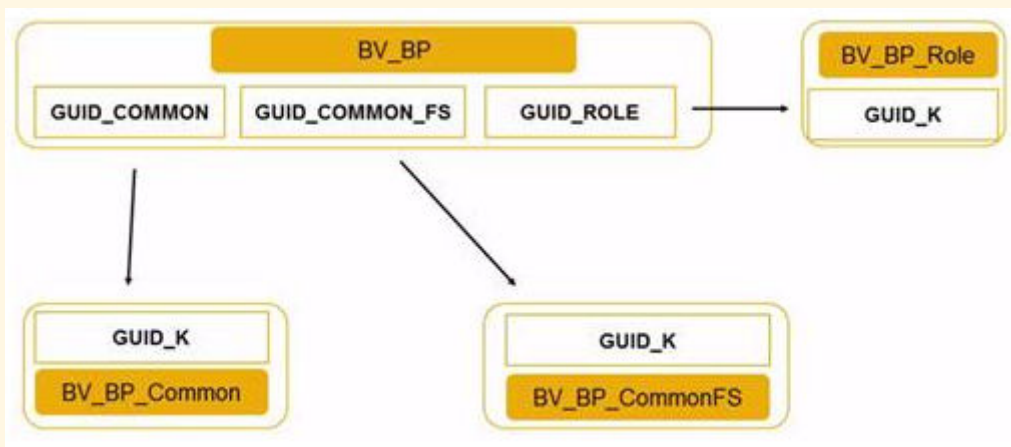 BV_BP
GUID_COMMON
GUID_COMMON_FS
GUID_ROLE
BV_BP_Role
GUID_K
GUID_K
BV_BP_Common
GUID_K
BV_BP_CommonFS